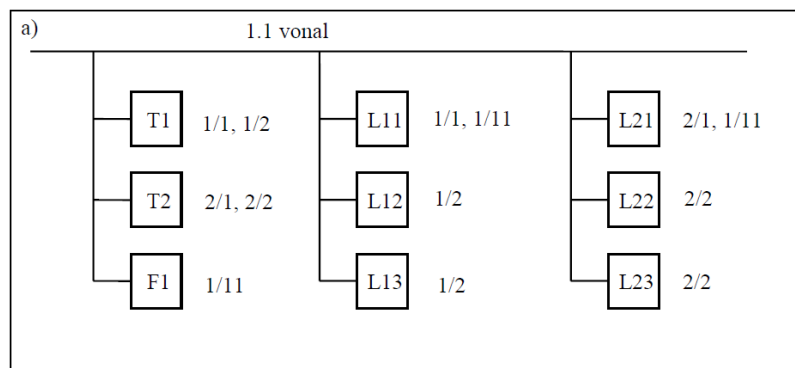 a)
1.1 vonal
T1 1/1, 1/2
L11 1/1, 1/11
L21 2/1, 1/11
T2 2/1, 2/2
L12 1/2
L22 2/2
F1 1/11
L13 1/2
L23 2/2